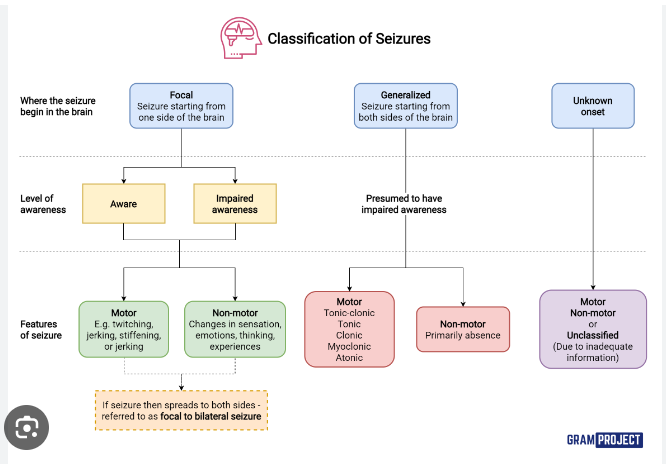 Classification of Seizures
Where the seizure
begin in the brain
Focal
Seizure starting from
one side of the brain
Generalized
Seizure starting from
both sides of the brain
Unknown
onset
Level of
awareness
Aware
Impaired
awareness
Presumed to have
impaired awareness
Features
of seizure
Motor
E.g. twitching,
jerking, stiffening,
or jerking
Non-motor
Changes in sensation,
emotions, thinking,
experiences
Motor
Tonic-clonic
Tonic
Clonic
Myoclonic
Atonic
Non-motor
Primarily absence
Motor
Non-motor
or
Unclassified
(Due to inadequate
information)
If seizure then spreads to both sides -
referred to as focal to bilateral seizure
GRAM PROJECT